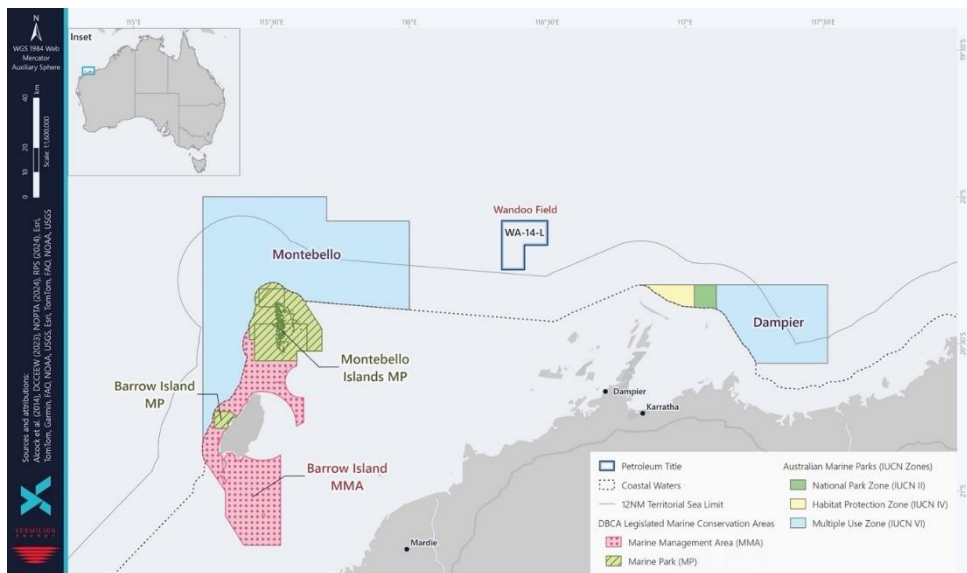 N
WGS 1984 Web
Mercator
Auxiliary Sphere
0 10 20 40
km
Scale: 1:1,600,000
Sources and attributions:
Alcock et al. (2014), DCCEEW (2023), NOPTA (2024), RPS (2024), Esri,
TomTom, Garmin, FAO, NOAA, USGS, Esri, TomTom, FAO, NOAA, USGS
VERMILION
ENERGY
Inset
115°E
115°30'E
116°E
116°30'E
117°E
117°30'E
19°30'S
20°S
20°30'S
21°S
Wandoo Field
WA-14-L
Montebello
Dampier
Montebello
Islands MP
Barrow Island
MP
Barrow Island
MMA
Dampier
Karratha
Mardie
Petroleum Title
Coastal Waters
12NM Territorial Sea Limit
DBCA Legislated Marine Conservation Areas
Marine Management Area (MMA)
Marine Park (MP)
Australian Marine Parks (IUCN Zones)
National Park Zone (IUCN II)
Habitat Protection Zone (IUCN IV)
Multiple Use Zone (IUCN VI)